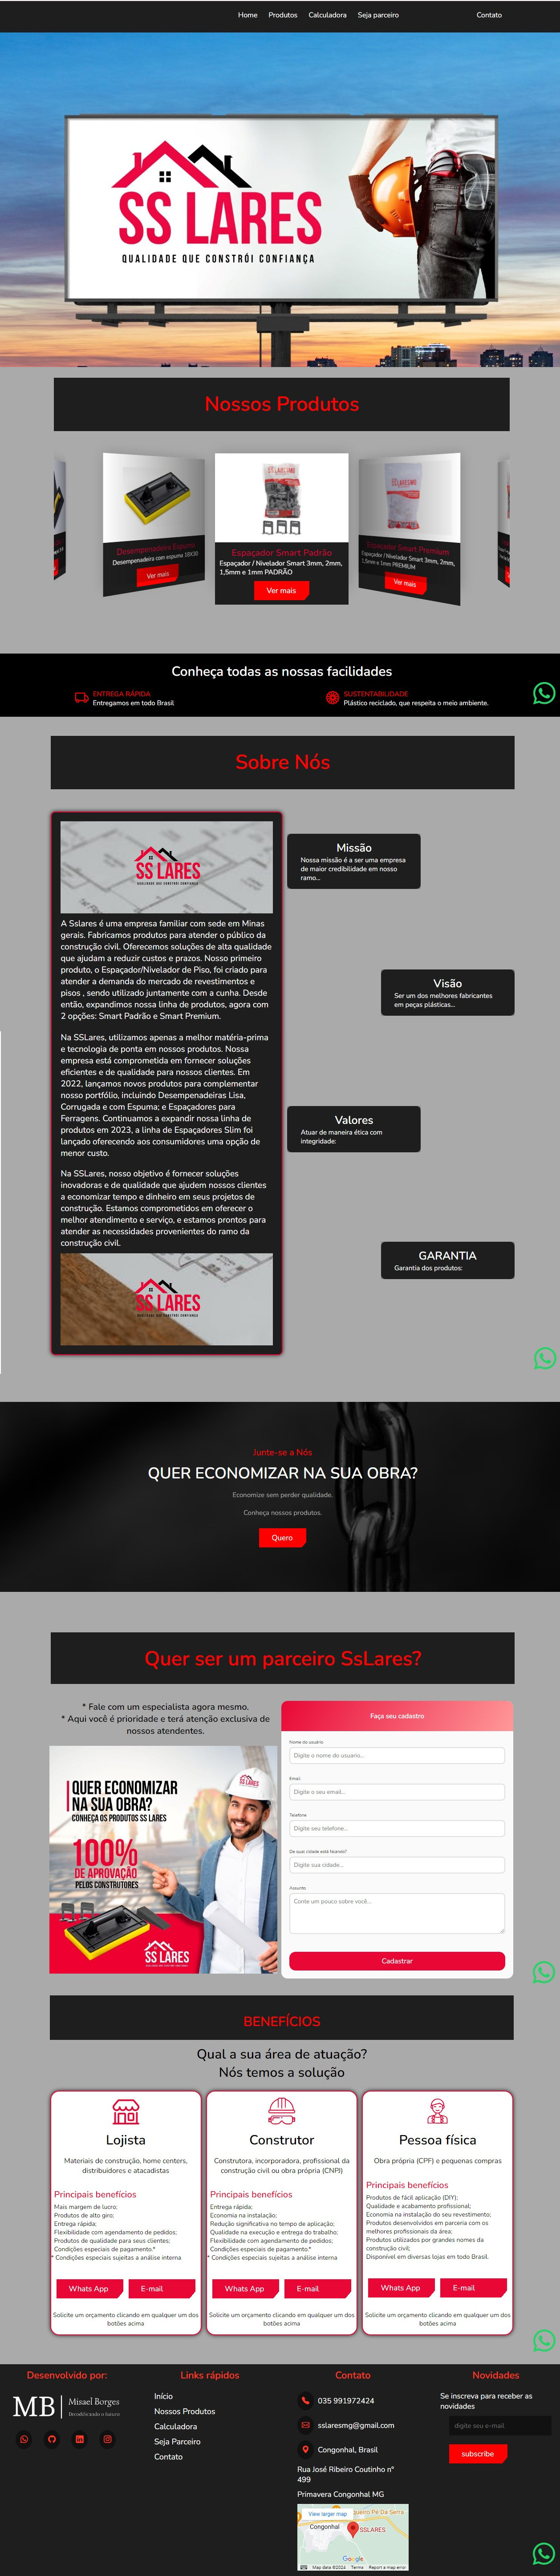 Home Produtos Calculadora Seja parceiro Contato
SS LARES
QUALIDADE QUE CONSTRÓI CONFIANÇA
Nossos Produtos
Desempenadeira Espuma
Desempenadeira com espuma 18X30
Ver mais
Espaçador Smart Padrão
Espaçador / Nivelador Smart 3mm, 2mm,
1,5mm e 1mm PADRÃO
Ver mais
Espaçador Smart Premium
Espaçador / Nivelador Smart 3mm, 2mm,
1,5mm e 1mm PREMIUM
Ver mais
Conheça todas as nossas facilidades
ENTREGA RÁPIDA
Entregamos em todo Brasil
SUSTENTABILIDADE
Plástico reciclado, que respeita o meio ambiente.
Sobre Nós
SS LARES
QUALIDADE QUE CONSTRÓI CONFIANÇA
A Sslares é uma empresa familiar com sede em Minas
gerais. Fabricamos produtos para atender o público da
construção civil. Oferecemos soluções de alta qualidade
que ajudam a reduzir custos e prazos. Nosso primeiro
produto, o Espaçador/Nivelador de Piso, foi criado para
atender a demanda do mercado de revestimentos e
pisos , sendo utilizado juntamente com a cunha. Desde
então, expandimos nossa linha de produtos, agora com
2 opções: Smart Padrão e Smart Premium.
Na SSLares, utilizamos apenas a melhor matéria-prima
e tecnologia de ponta em nossos produtos. Nossa
empresa está comprometida em fornecer soluções
eficientes e de qualidade para nossos clientes. Em
2022, lançamos novos produtos para complementar
nosso portfólio, incluindo Desempenadeiras Lisa,
Corrugada e com Espuma; e Espaçadores para
Ferragens. Continuamos a expandir nossa linha de
produtos em 2023, a linha de Espaçadores Slim foi
lançado oferecendo aos consumidores uma opção de
menor custo.
Na SSLares, nosso objetivo é fornecer soluções
inovadoras e de qualidade que ajudem nossos clientes
a economizar tempo e dinheiro em seus projetos de
construção. Estamos comprometidos em oferecer o
melhor atendimento e serviço, e estamos prontos para
atender as necessidades provenientes do ramo da
construção civil.
SS LARES
QUALIDADE QUE CONSTRÓI CONFIANÇA
Missão
Nossa missão é a ser uma empresa
de maior credibilidade em nosso
ramo...
Visão
Ser um dos melhores fabricantes
em peças plásticas...
Valores
Atuar de maneira ética com
integridade:
GARANTIA
Garantia dos produtos:
Junte-se a Nós
QUER ECONOMIZAR NA SUA OBRA?
Economize sem perder qualidade.
Conheça nossos produtos.
Quero
Quer ser um parceiro SsLares?
* Fale com um especialista agora mesmo.
* Aqui você é prioridade e terá atenção exclusiva de
nossos atendentes.
QUER ECONOMIZAR
NA SUA OBRA?
CONHEÇA OS PRODUTOS SS LARES
100%
DE APROVAÇÃO
PELOS CONSTRUTORES
SS LARES
SS LARES
Faça seu cadastro
Nome do usuário
Digite o nome do usuario...
Email
Digite o seu email...
Telefone
Digite seu telefone...
De qual cidade está falando?
Digite sua cidade...
Assunto
Conte um pouco sobre você...
Cadastrar
BENEFÍCIOS
Qual a sua área de atuação?
Nós temos a solução
Lojista
Materiais de construção, home centers,
distribuidores e atacadistas
Principais benefícios
Mais margem de lucro;
Produtos de alto giro;
Entrega rápida;
Flexibilidade com agendamento de pedidos;
Produtos de qualidade para seus clientes;
Condições especiais de pagamento.*
* Condições especiais sujeitas a análise interna
Whats App E-mail
Solicite um orçamento clicando em qualquer um dos
botões acima
Construtor
Construtora, incorporadora, profissional da
construção civil ou obra própria (CNPJ)
Principais benefícios
Entrega rápida;
Economia na instalação;
Redução significativa no tempo de aplicação;
Qualidade na execução e entrega do trabalho;
Flexibilidade com agendamento de pedidos;
Condições especiais de pagamento.*
* Condições especiais sujeitas a análise interna
Whats App E-mail
Solicite um orçamento clicando em qualquer um dos
botões acima
Pessoa física
Obra própria (CPF) e pequenas compras
Principais benefícios
Produtos de fácil aplicação (DIY);
Qualidade e acabamento profissional;
Economia na instalação do seu revestimento;
Produtos desenvolvidos em parceria com os
melhores profissionais da área;
Produtos utilizados por grandes nomes da
construção civil;
Disponível em diversas lojas em todo Brasil.
Whats App E-mail
Solicite um orçamento clicando em qualquer um dos
botões acima
Desenvolvido por:
MB
Misael Borges
Decodificando o futuro
Links rápidos
Início
Nossos Produtos
Calculadora
Seja Parceiro
Contato
Contato
035 991972424
sslaresmg@gmail.com
Congonhal, Brasil
Rua José Ribeiro Coutinho n°
499
Primavera Congonhal MG
View larger map
queiro Pé Da Serra
Congonhal
SSLARES
Google
Map data ©2024 Terms Report a map error
Novidades
Se inscreva para receber as
novidades
digite seu e-mail
subscribe